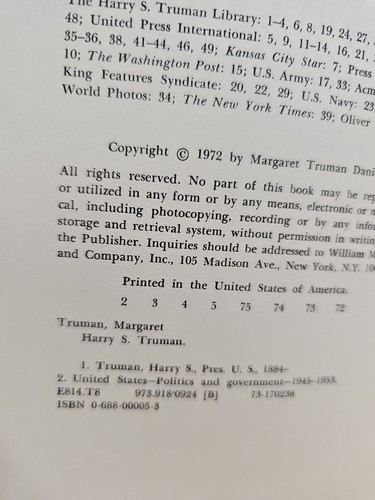 The Harry S. Truman Library: 1–4, 6, 8, 19, 24, 27,
48; United Press International: 5, 9, 11–14, 16, 21,
35–36, 38, 41–44, 46, 49; Kansas City Star: 7; Press
10; The Washington Post: 15; U.S. Army: 17, 33; Acm
King Features Syndicate: 20, 22, 29; U.S. Navy: 23,
World Photos: 34; The New York Times: 39; Oliver
Copyright © 1972 by Margaret Truman Dani
All rights reserved. No part of this book may be rep
or utilized in any form or by any means, electronic or m
cal, including photocopying, recording or by any infor
storage and retrieval system, without permission in writing
the Publisher. Inquiries should be addressed to William M
and Company, Inc., 105 Madison Ave., New York, N.Y. 100
Printed in the United States of America.
2 3 4 5 75 74 73 72
Truman, Margaret
Harry S. Truman.
1. Truman, Harry S., Pres. U. S., 1884–
2. United States—Politics and government—1945–1953.
E814.T8 973.918'0924 [B] 73-170238
ISBN 0-688-00005-3